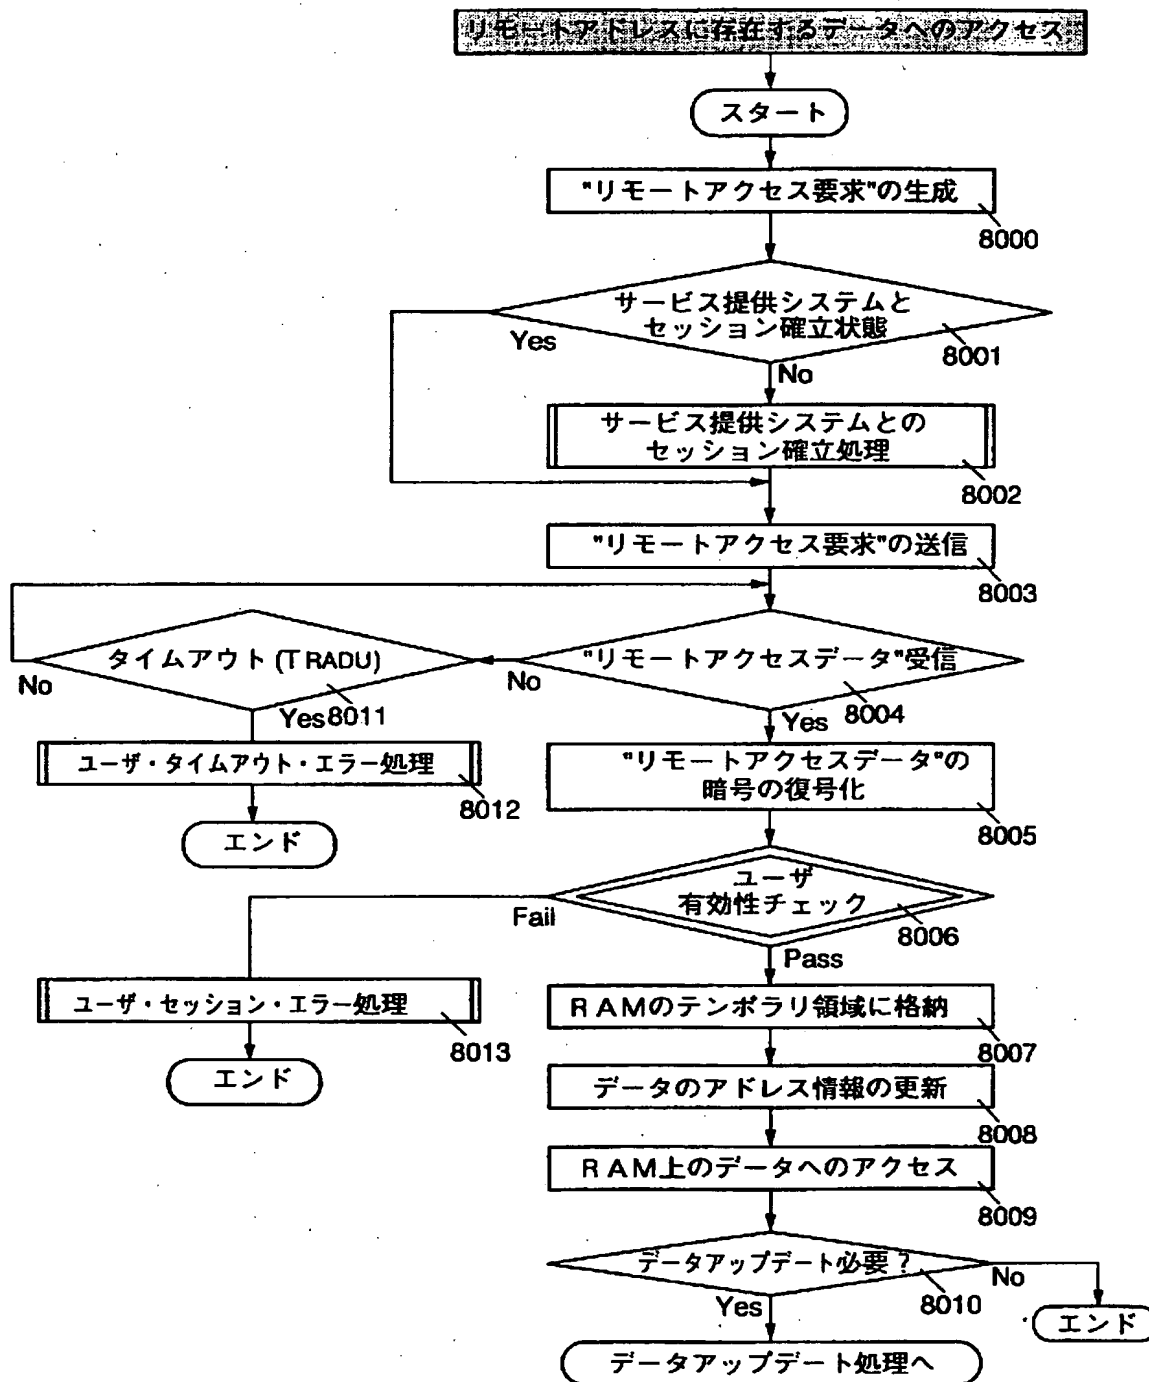 リモートアドレスに存在するデータへのアクセス
スタート
"リモートアクセス要求"の生成
8000
サービス提供システムと
セッション確立状態
8001
Yes
No
サービス提供システムとの
セッション確立処理
8002
"リモートアクセス要求"の送信
8003
タイムアウト(TRADU)
8011
No
Yes
"リモートアクセスデータ"受信
8004
No
Yes
ユーザ・タイムアウト・エラー処理
8012
エンド
"リモートアクセスデータ"の
暗号の復号化
8005
ユーザ
有効性チェック
8006
Fail
Pass
ユーザ・セッション・エラー処理
8013
エンド
RAMのテンポラリ領域に格納
8007
データのアドレス情報の更新
8008
RAM上のデータへのアクセス
8009
データアップデート必要?
8010
No
Yes
エンド
データアップデート処理へ